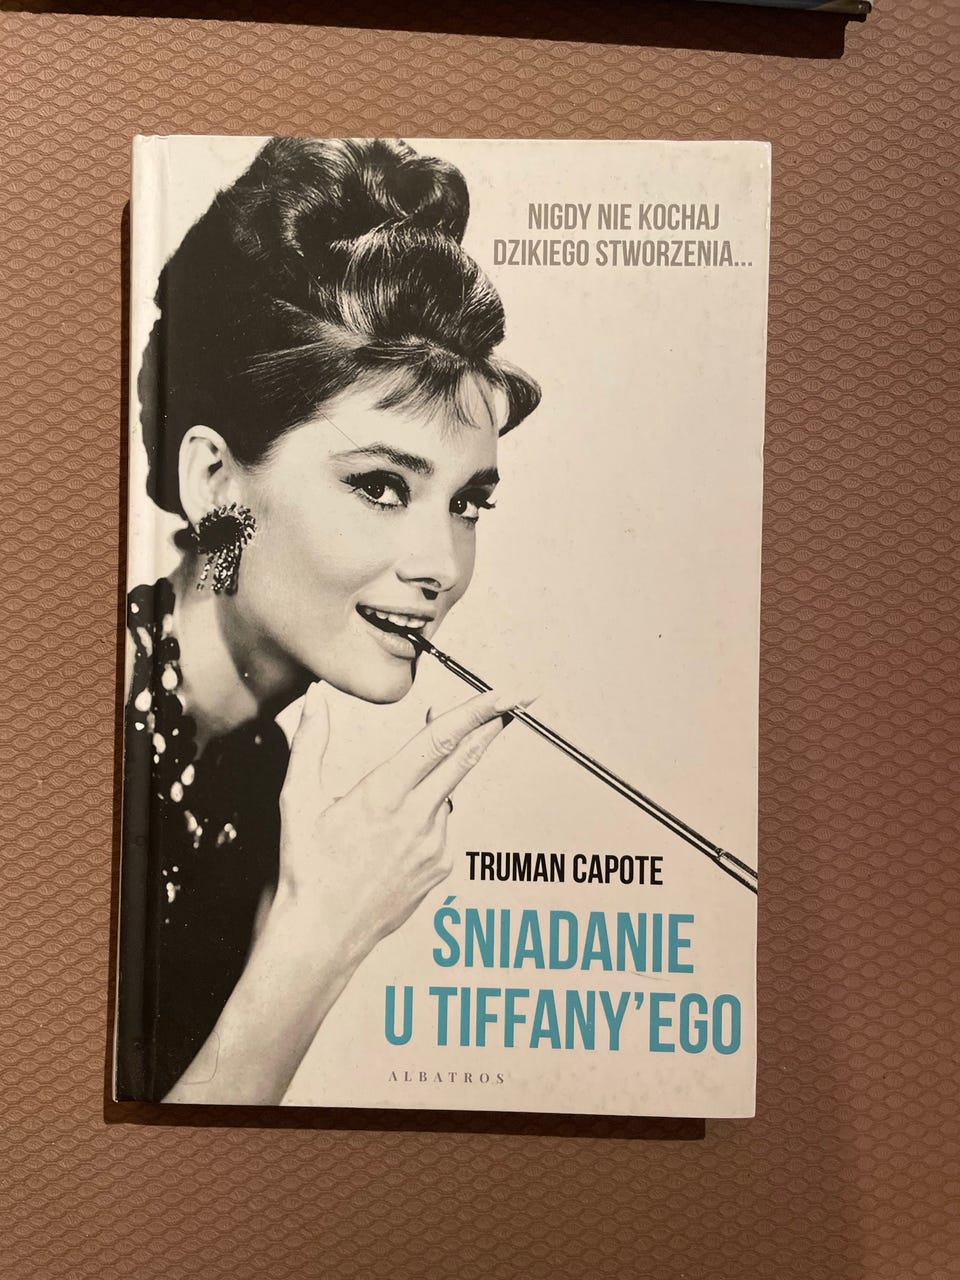 NIGDY NIE KOCHAJ
DZIKIEGO STWORZENIA...
TRUMAN CAPOTE
ŚNIADANIE
U TIFFANY'EGO
ALBATROS